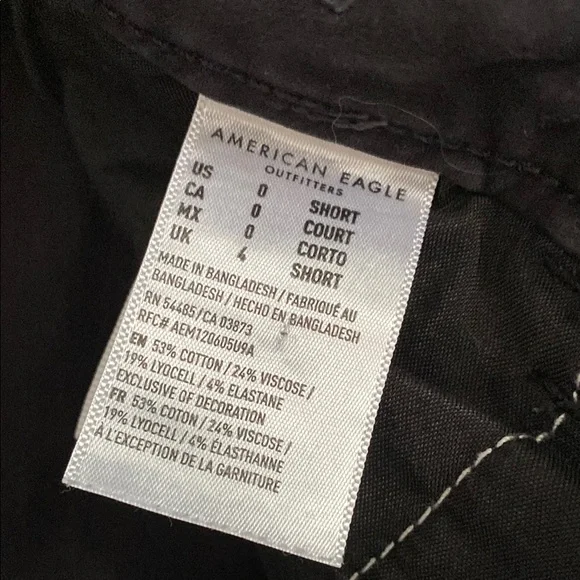 AMERICAN EAGLE
OUTFITTERS
US 0 SHORT
CA 0 COURT
MX 0 CORTO
UK 4 SHORT
MADE IN BANGLADESH / FABRIQUÉ AU
BANGLADESH / HECHO EN BANGLADESH
RN 54485 / CA 03873
RFC# AEM120605U9A
EN 53% COTTON / 24% VISCOSE /
19% LYOCELL / 4% ELASTANE
EXCLUSIVE OF DECORATION
FR 53% COTON / 24% VISCOSE /
19% LYOCELL / 4% ÉLASTHANNE
À L'EXCEPTION DE LA GARNITURE